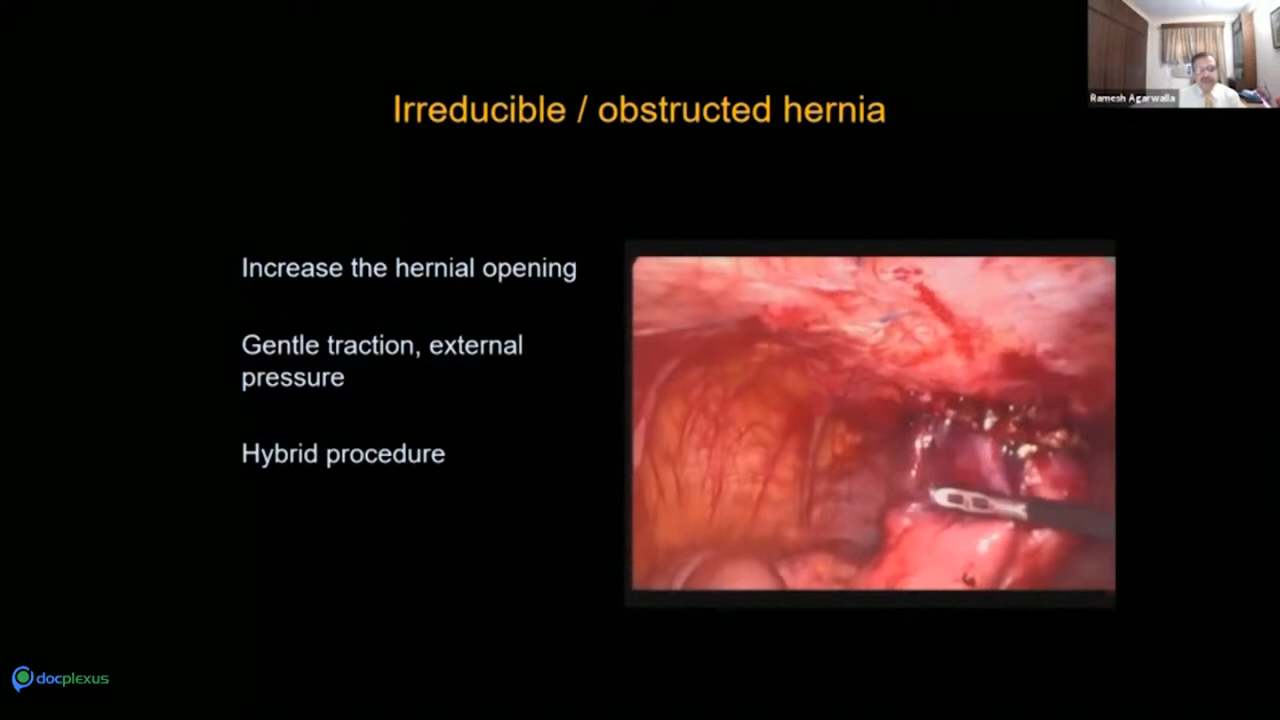 Ramesh Agarwalla
Irreducible / obstructed hernia
Increase the hernial opening
Gentle traction, external
pressure
Hybrid procedure
docplexus